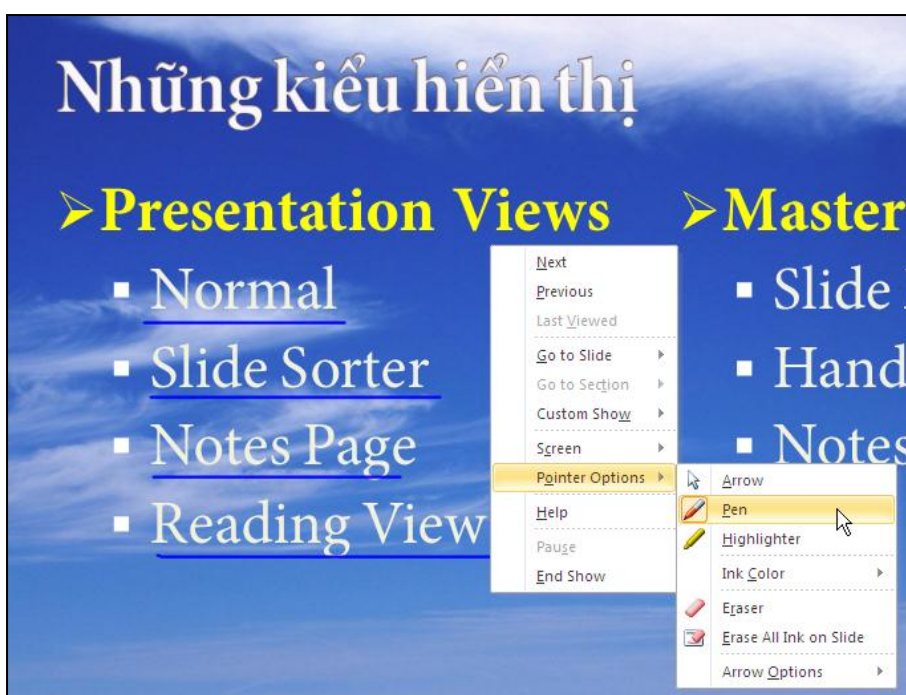 Những kiểu hiển thị
➢Presentation Views
▪ Normal
▪ Slide Sorter
▪ Notes Page
▪ Reading View
➢Master
▪ Slide
▪ Hand
▪ Notes
Next
Previous
Last Viewed
Go to Slide
Go to Section
Custom Show
Screen
Pointer Options
Help
Pause
End Show
Arrow
Pen
Highlighter
Ink Color
Eraser
Erase All Ink on Slide
Arrow Options